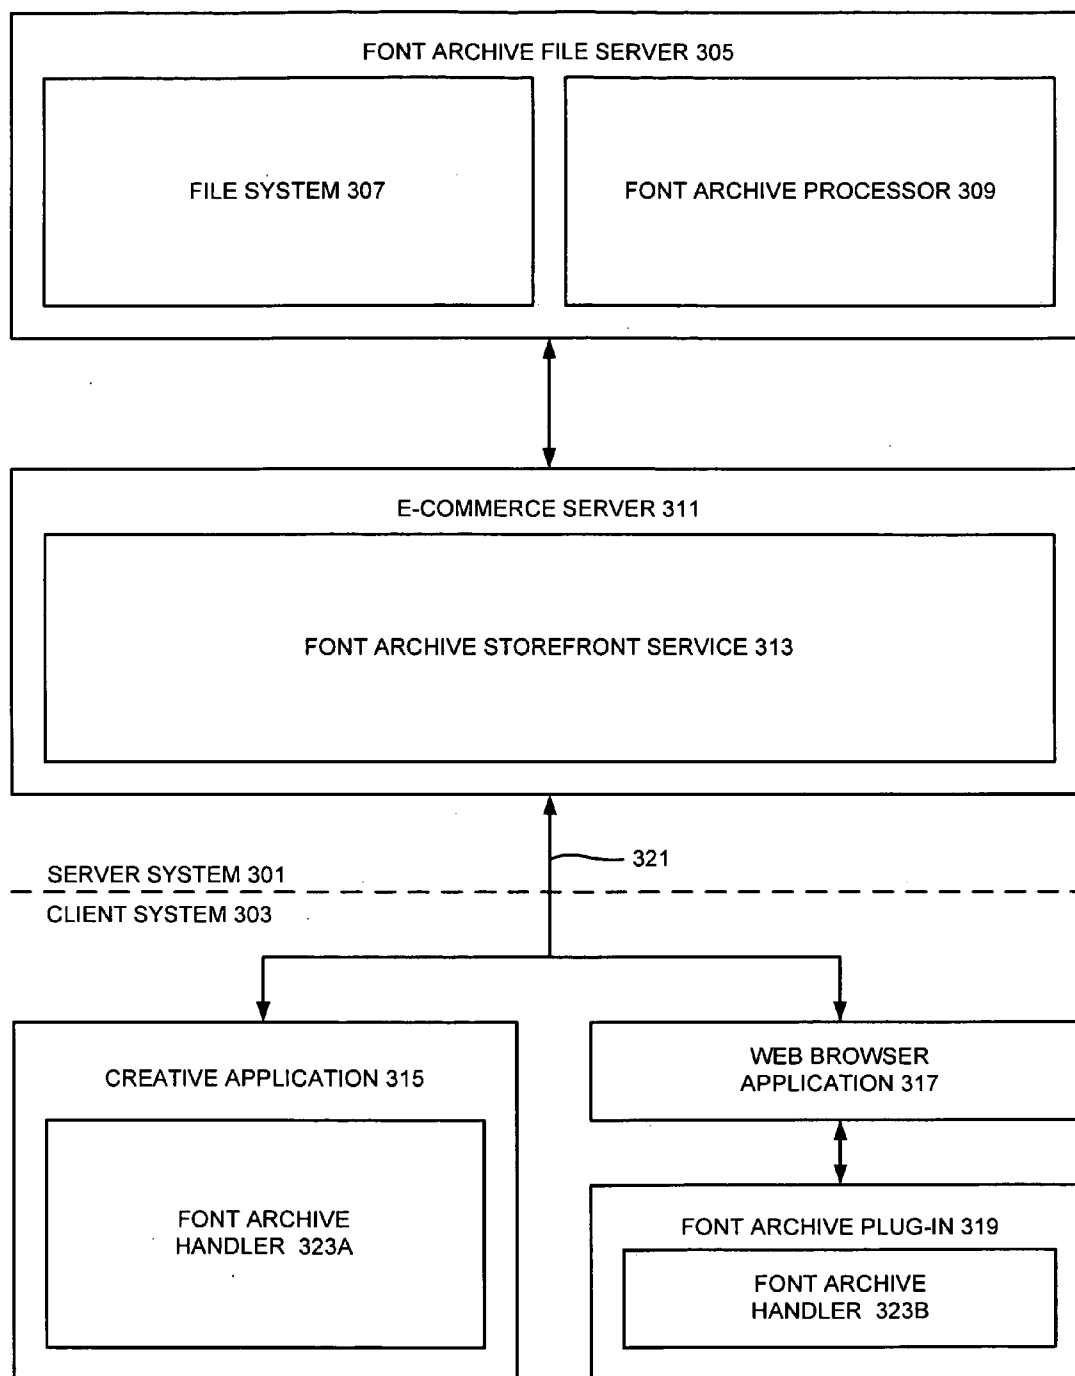 FONT ARCHIVE FILE SERVER 305
FILE SYSTEM 307
FONT ARCHIVE PROCESSOR 309
E-COMMERCE SERVER 311
FONT ARCHIVE STOREFRONT SERVICE 313
321
SERVER SYSTEM 301
CLIENT SYSTEM 303
CREATIVE APPLICATION 315
FONT ARCHIVE
HANDLER 323A
WEB BROWSER
APPLICATION 317
FONT ARCHIVE PLUG-IN 319
FONT ARCHIVE
HANDLER 323B